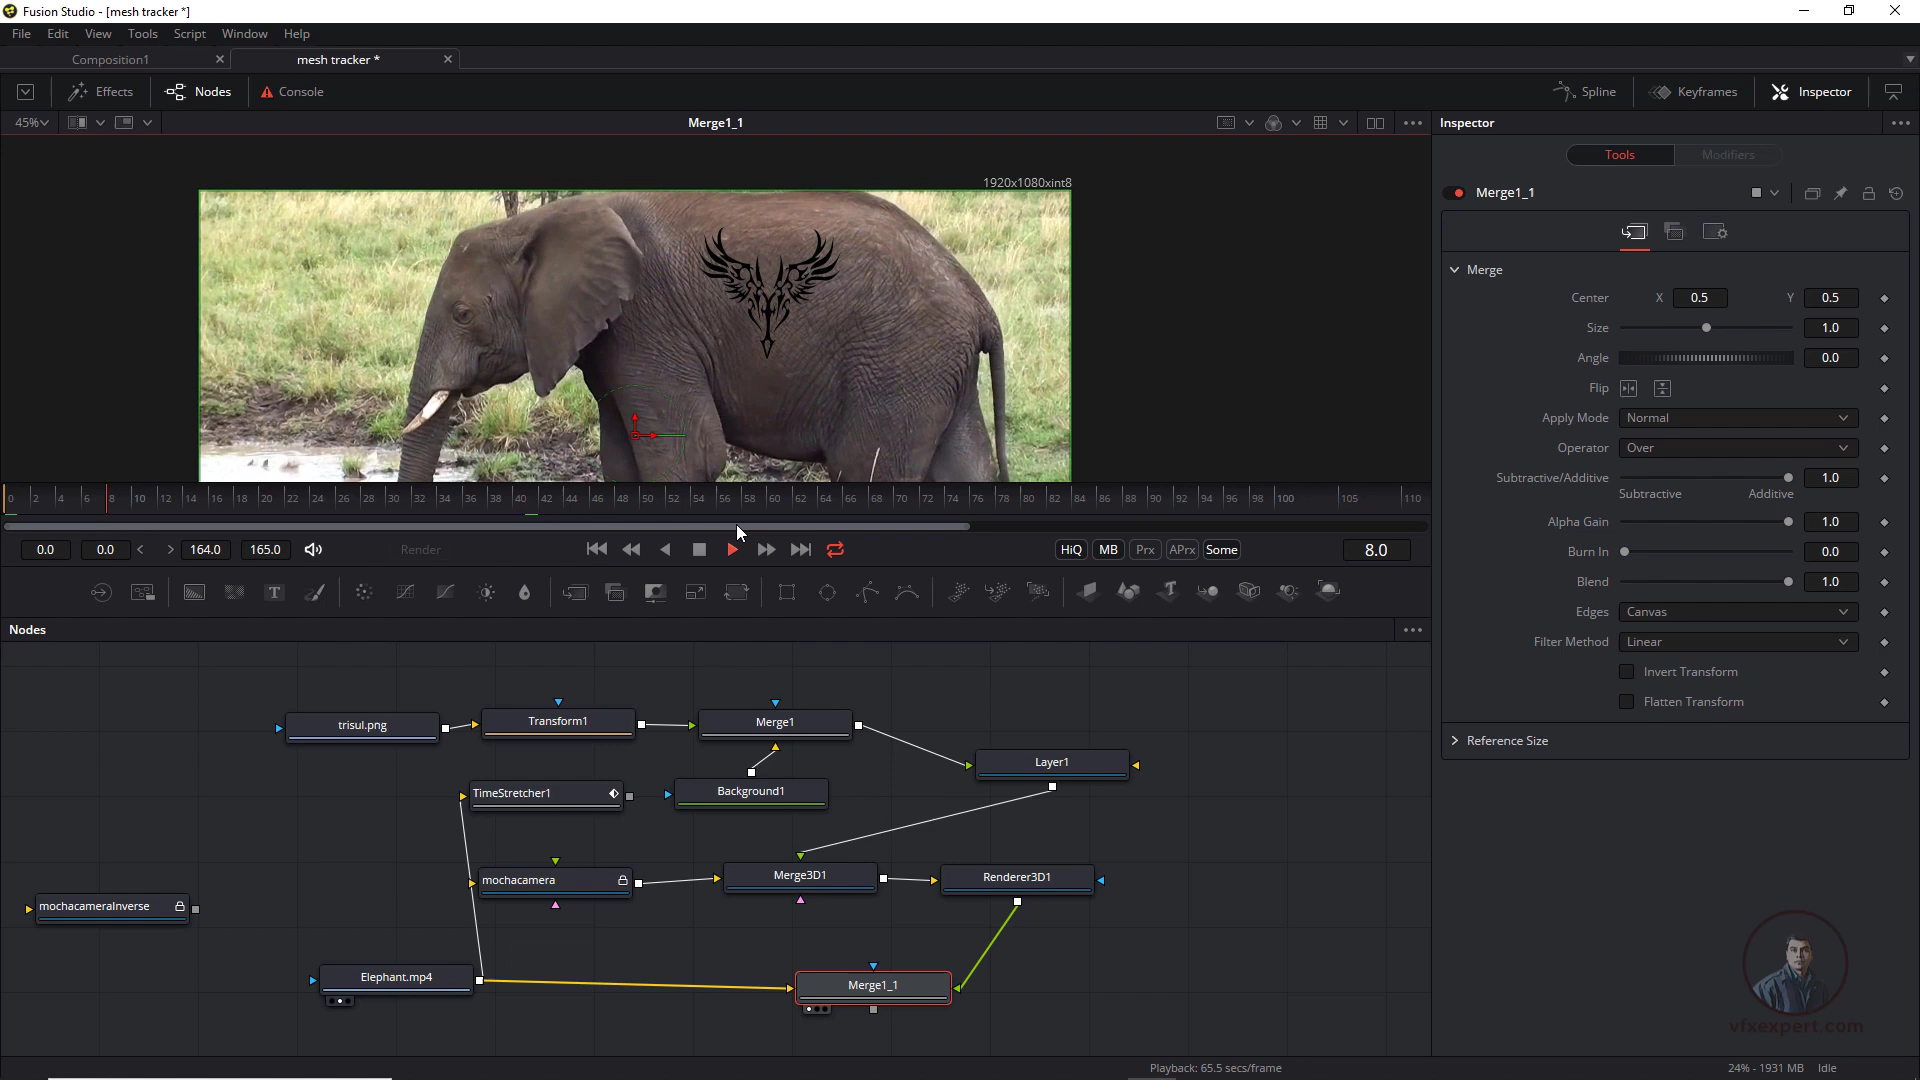 Fusion Studio - [mesh tracker *]
File Edit View Tools Script Window Help
Composition1 mesh tracker *
Effects Nodes Console Spline Keyframes Inspector
45% Merge1_1 Inspector
Tools Modifiers
1920x1080xint8
Merge1_1
Merge
Center X 0.5 Y 0.5
Size 1.0
Angle 0.0
Flip
Apply Mode Normal
Operator Over
Subtractive/Additive 1.0
Subtractive Additive
0 2 4 6 8 10 12 14 16 18 20 22 24 26 28 30 32 34 36 38 40 42 44 46 48 50 52 54 56 58 60 62 64 66 68 70 72 74 76 78 80 82 84 86 88 90 92 94 96 98 100 105 110
Alpha Gain 1.0
0.0 0.0 164.0 165.0 Render HiQ MB Prx APrx Some 8.0
Burn In 0.0
Blend 1.0
Edges Canvas
Filter Method Linear
Invert Transform
Flatten Transform
Reference Size
Nodes
trisul.png Transform1 Merge1
Layer1
TimeStretcher1 Background1
mochacamera Merge3D1 Renderer3D1
mochacameraInverse
Elephant.mp4 Merge1_1
vfxexpert.com
Playback: 65.5 secs/frame 24% - 1931 MB Idle